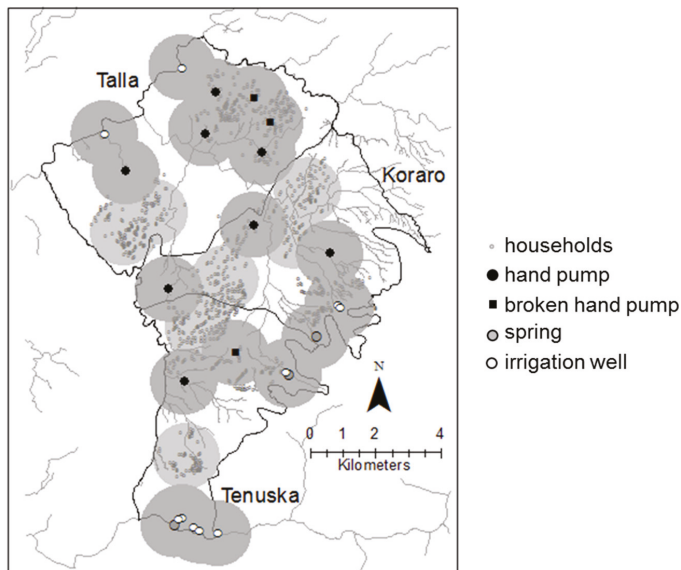 Talla
Koraro
households
hand pump
broken hand pump
spring
irrigation well
N
0 1 2 4
Kilometers
Tenuska